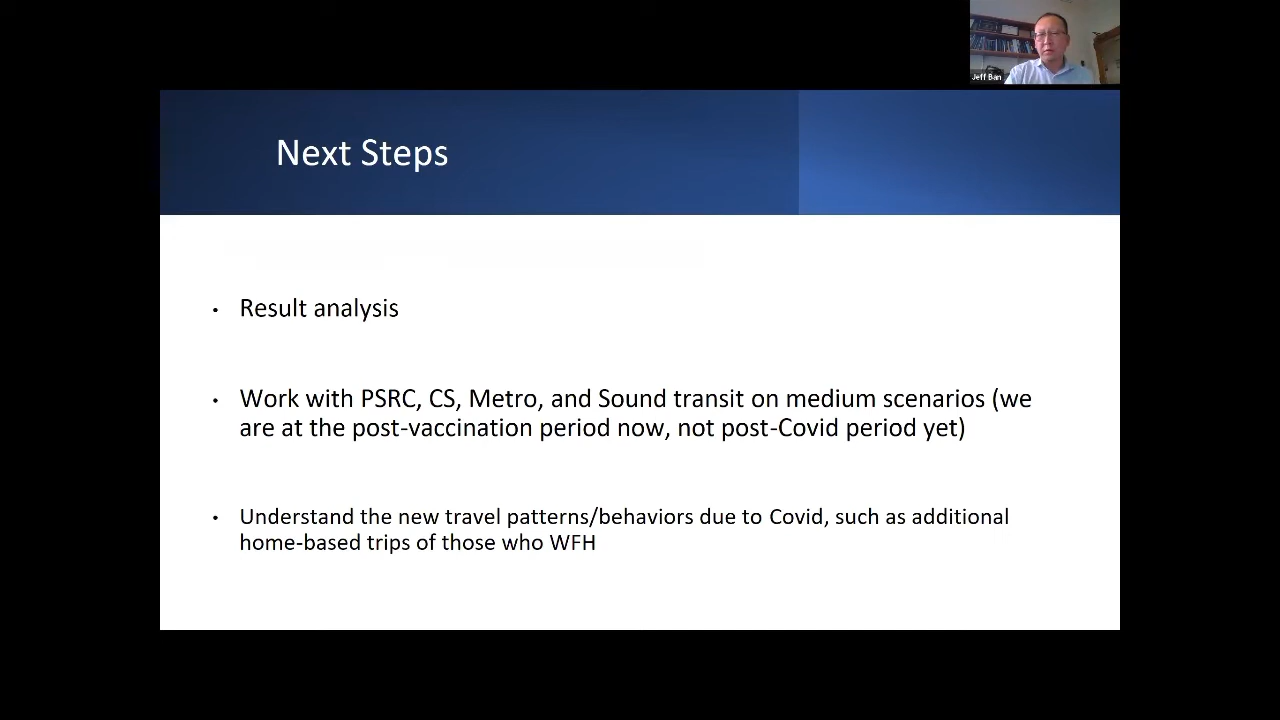 Jeff Ban
Next Steps
• Result analysis
• Work with PSRC, CS, Metro, and Sound transit on medium scenarios (we
are at the post-vaccination period now, not post-Covid period yet)
• Understand the new travel patterns/behaviors due to Covid, such as additional
home-based trips of those who WFH